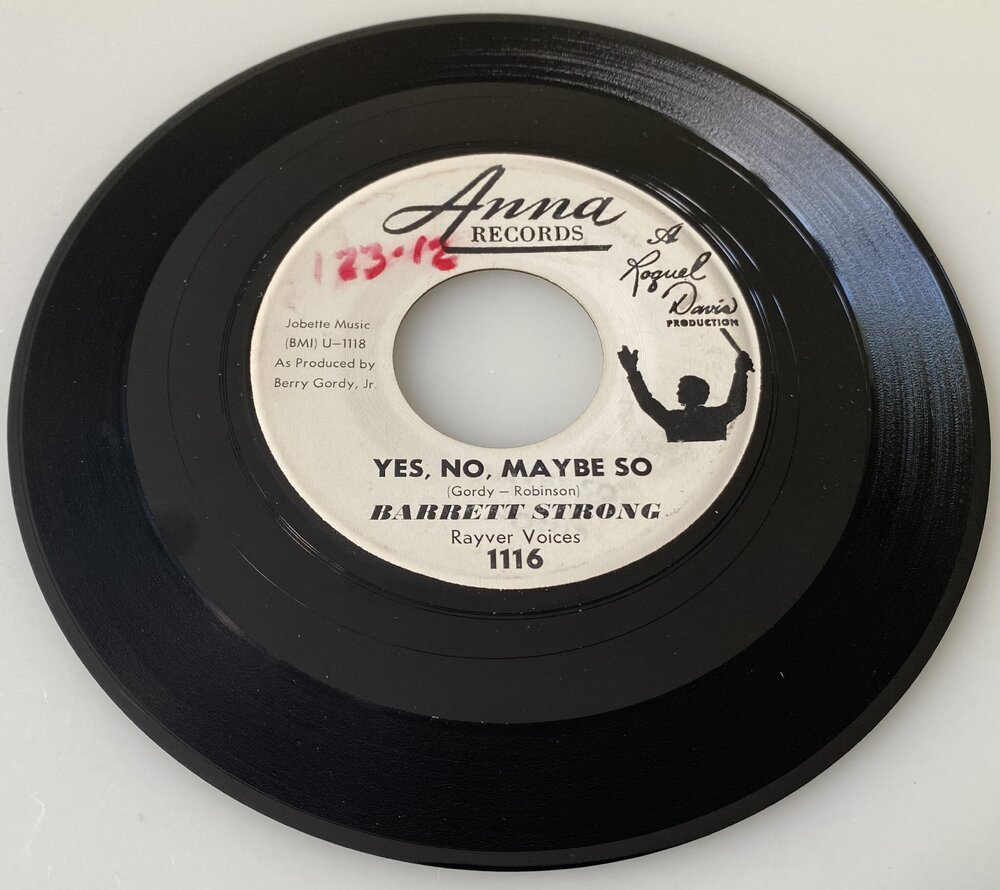 Anna
RECORDS
A
Roquel
Davis
PRODUCTION
123-12
Jobette Music
(BMI) U-1118
As Produced by
Berry Gordy, Jr.
YES, NO, MAYBE SO
(Gordy - Robinson)
BARRETT STRONG
Rayver Voices
1116